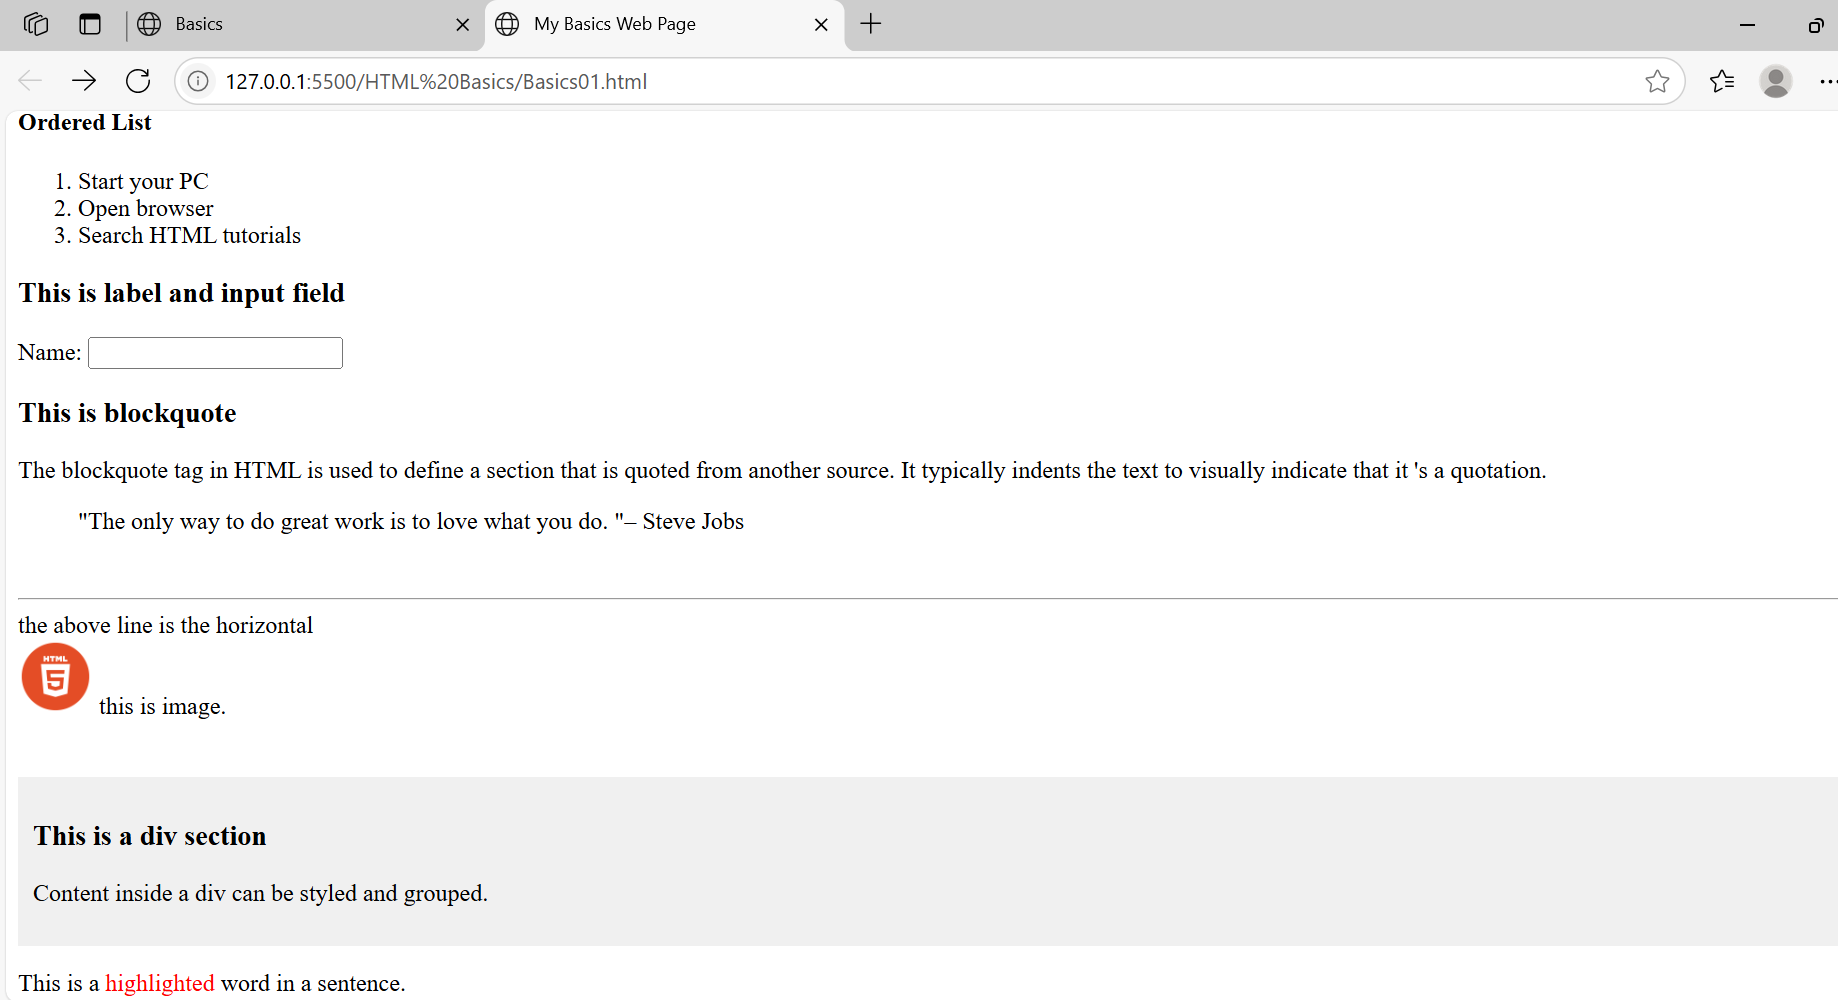 Basics
My Basics Web Page
127.0.0.1:5500/HTML%20Basics/Basics01.html
Ordered List
1. Start your PC
2. Open browser
3. Search HTML tutorials
This is label and input field
Name:
This is blockquote
The blockquote tag in HTML is used to define a section that is quoted from another source. It typically indents the text to visually indicate that it 's a quotation.
"The only way to do great work is to love what you do. "– Steve Jobs
the above line is the horizontal
HTML
5
this is image.
This is a div section
Content inside a div can be styled and grouped.
This is a highlighted word in a sentence.